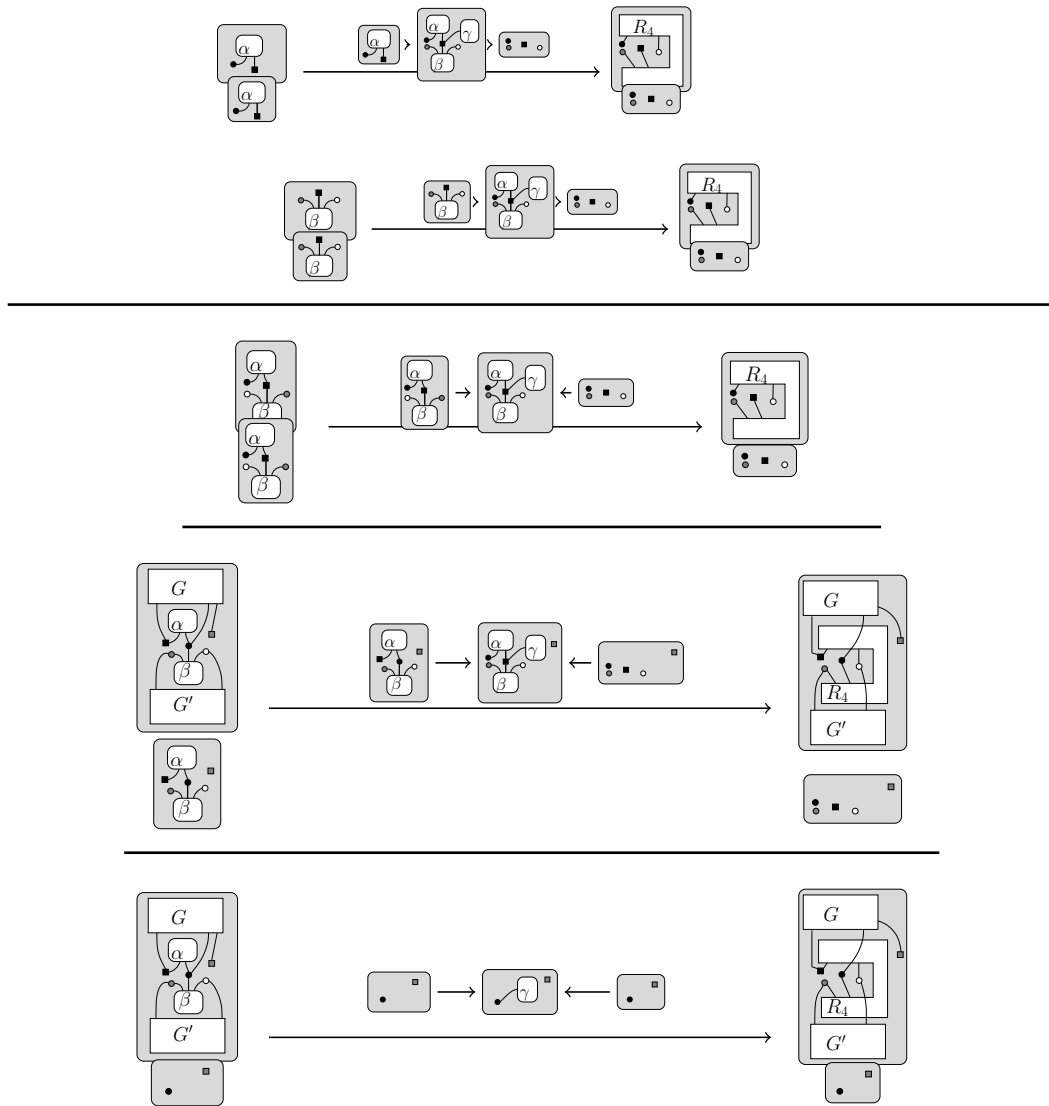 α α α γ β R₄
β β β α γ β R₄
α β α β α β α γ β R₄
G α β G′ α β α β α γ β G R₄ G′
G α β G′ γ G R₄ G′